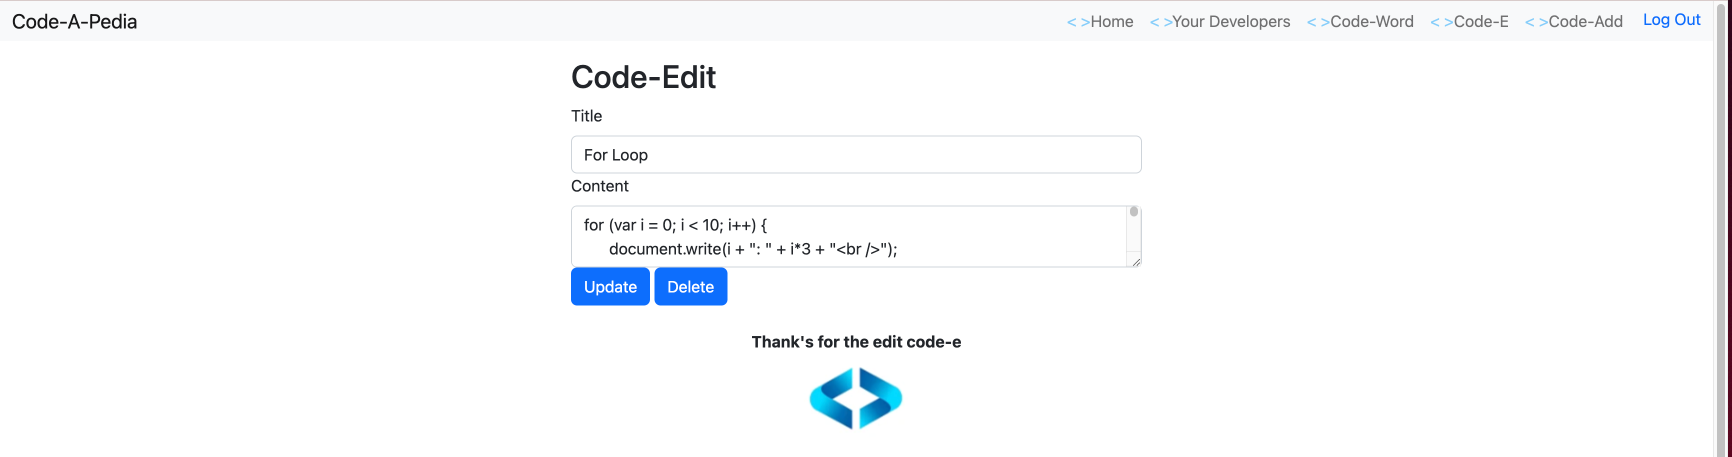 Code-A-Pedia
< >Home < >Your Developers < >Code-Word < >Code-E < >Code-Add Log Out
Code-Edit
Title
For Loop
Content
for (var i = 0; i < 10; i++) {
document.write(i + ": " + i*3 + "<br />");
Update Delete
Thank's for the edit code-e